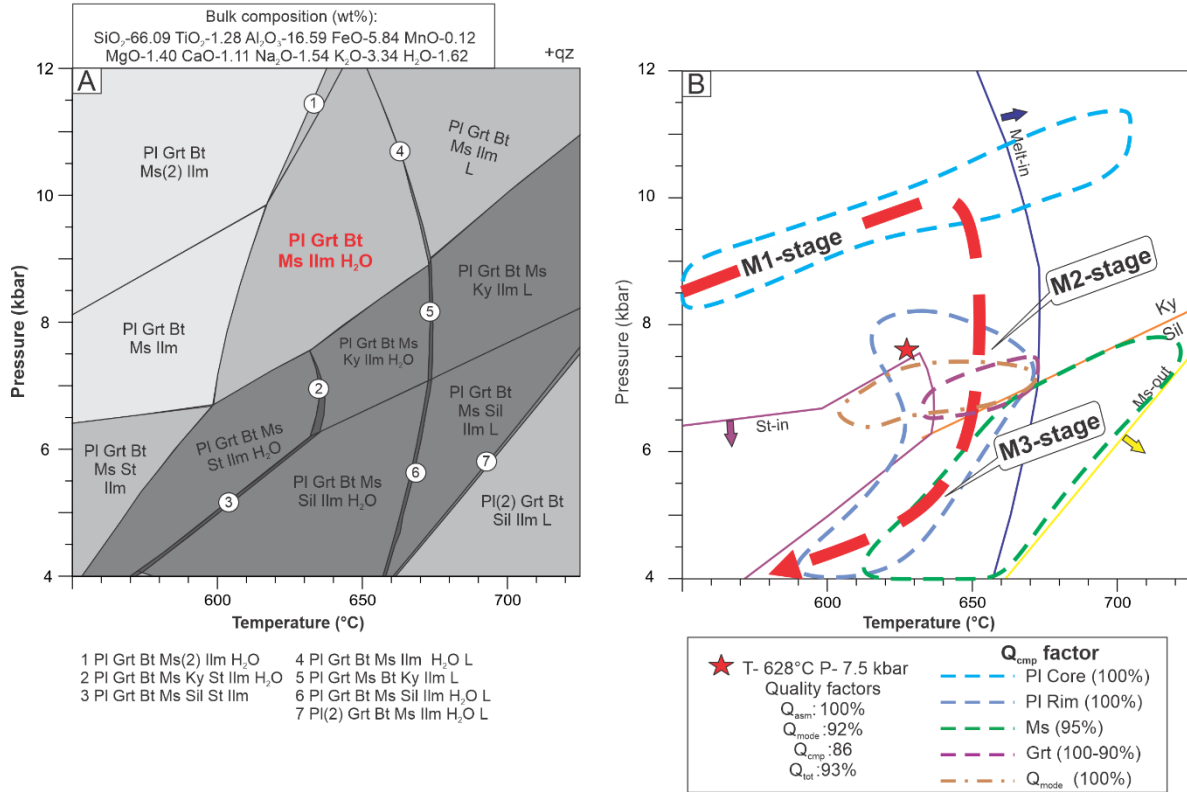 Bulk composition (wt%):
SiO₂-66.09 TiO₂-1.28 Al₂O₃-16.59 FeO-5.84 MnO-0.12
MgO-1.40 CaO-1.11 Na₂O-1.54 K₂O-3.34 H₂O-1.62
+qz
A
12
10
8
6
4
Pressure (kbar)
600
700
Temperature (°C)
1
4
Pl Grt Bt
Ms(2) Ilm
Pl Grt Bt
Ms Ilm
L
Pl Grt Bt
Ms Ilm H₂O
Pl Grt Bt Ms
Ky Ilm L
5
Pl Grt Bt
Ms Ilm
Pl Grt Bt Ms
Ky Ilm H₂O
2
Pl Grt Bt
Ms Sil
Ilm L
Pl Grt Bt
Ms St
Ilm
Pl Grt Bt Ms
St Ilm H₂O
Pl Grt Bt Ms
Sil Ilm H₂O
3
6
7
Pl(2) Grt Bt
Sil Ilm L
1 Pl Grt Bt Ms(2) Ilm H₂O
2 Pl Grt Bt Ms Ky St Ilm H₂O
3 Pl Grt Bt Ms Sil St Ilm
4 Pl Grt Bt Ms Ilm H₂O L
5 Pl Grt Ms Bt Ky Ilm L
6 Pl Grt Bt Ms Sil Ilm H₂O L
7 Pl(2) Grt Bt Ms Ilm H₂O L
B
12
10
8
6
4
Pressure (kbar)
600
650
700
Temperature (°C)
Melt-in
M1-stage
M2-stage
Ky
Sil
Ms-out
St-in
M3-stage
T- 628°C P- 7.5 kbar
Quality factors
Qasm: 100%
Qmode :92%
Qcmp : 86
Qtot : 93%
Qcmp factor
Pl Core (100%)
Pl Rim (100%)
Ms (95%)
Grt (100-90%)
Qmode (100%)